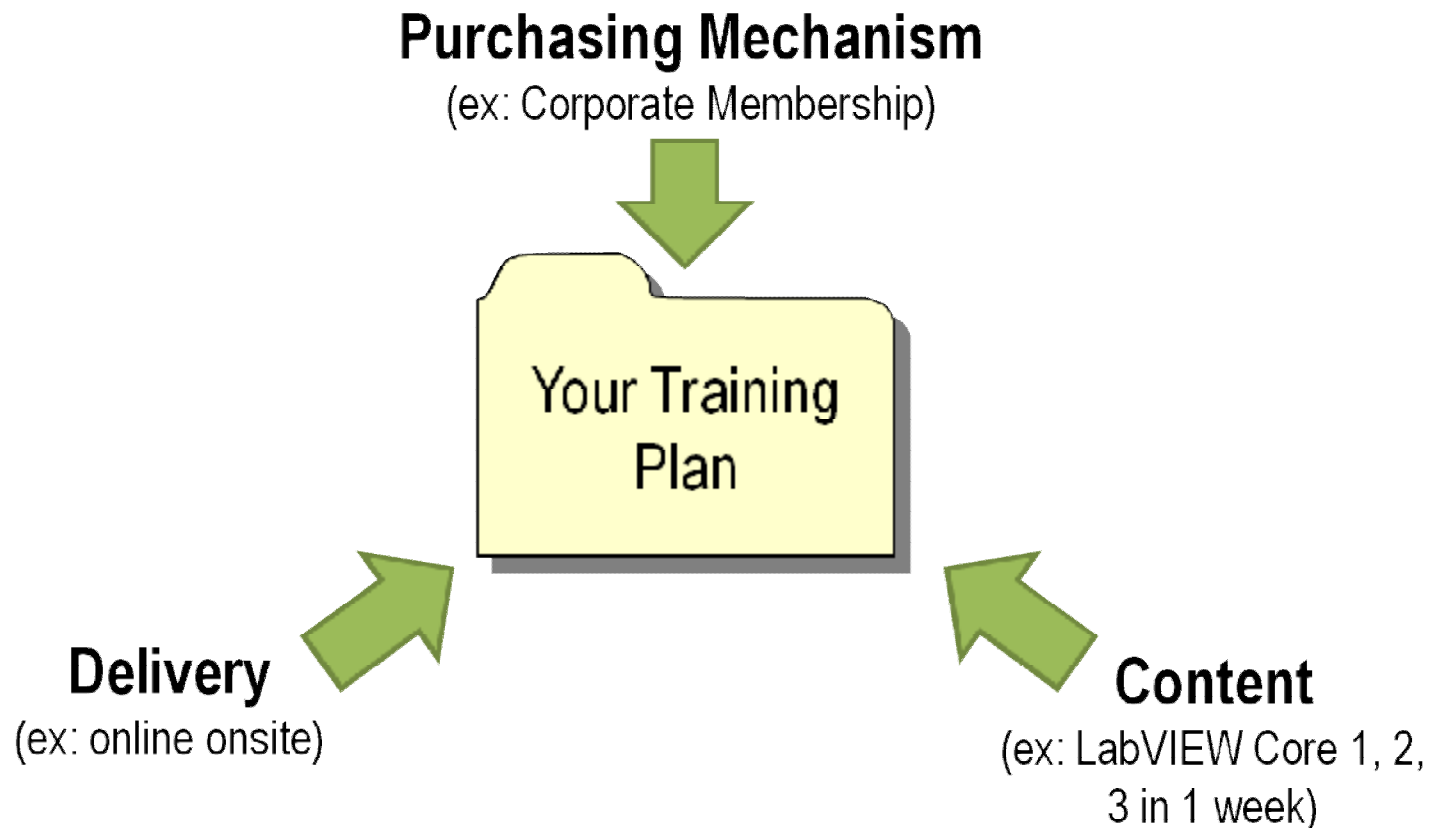 Purchasing Mechanism
(ex: Corporate Membership)
Your Training
Plan
Delivery
(ex: online onsite)
Content
(ex: LabVIEW Core 1, 2,
3 in 1 week)